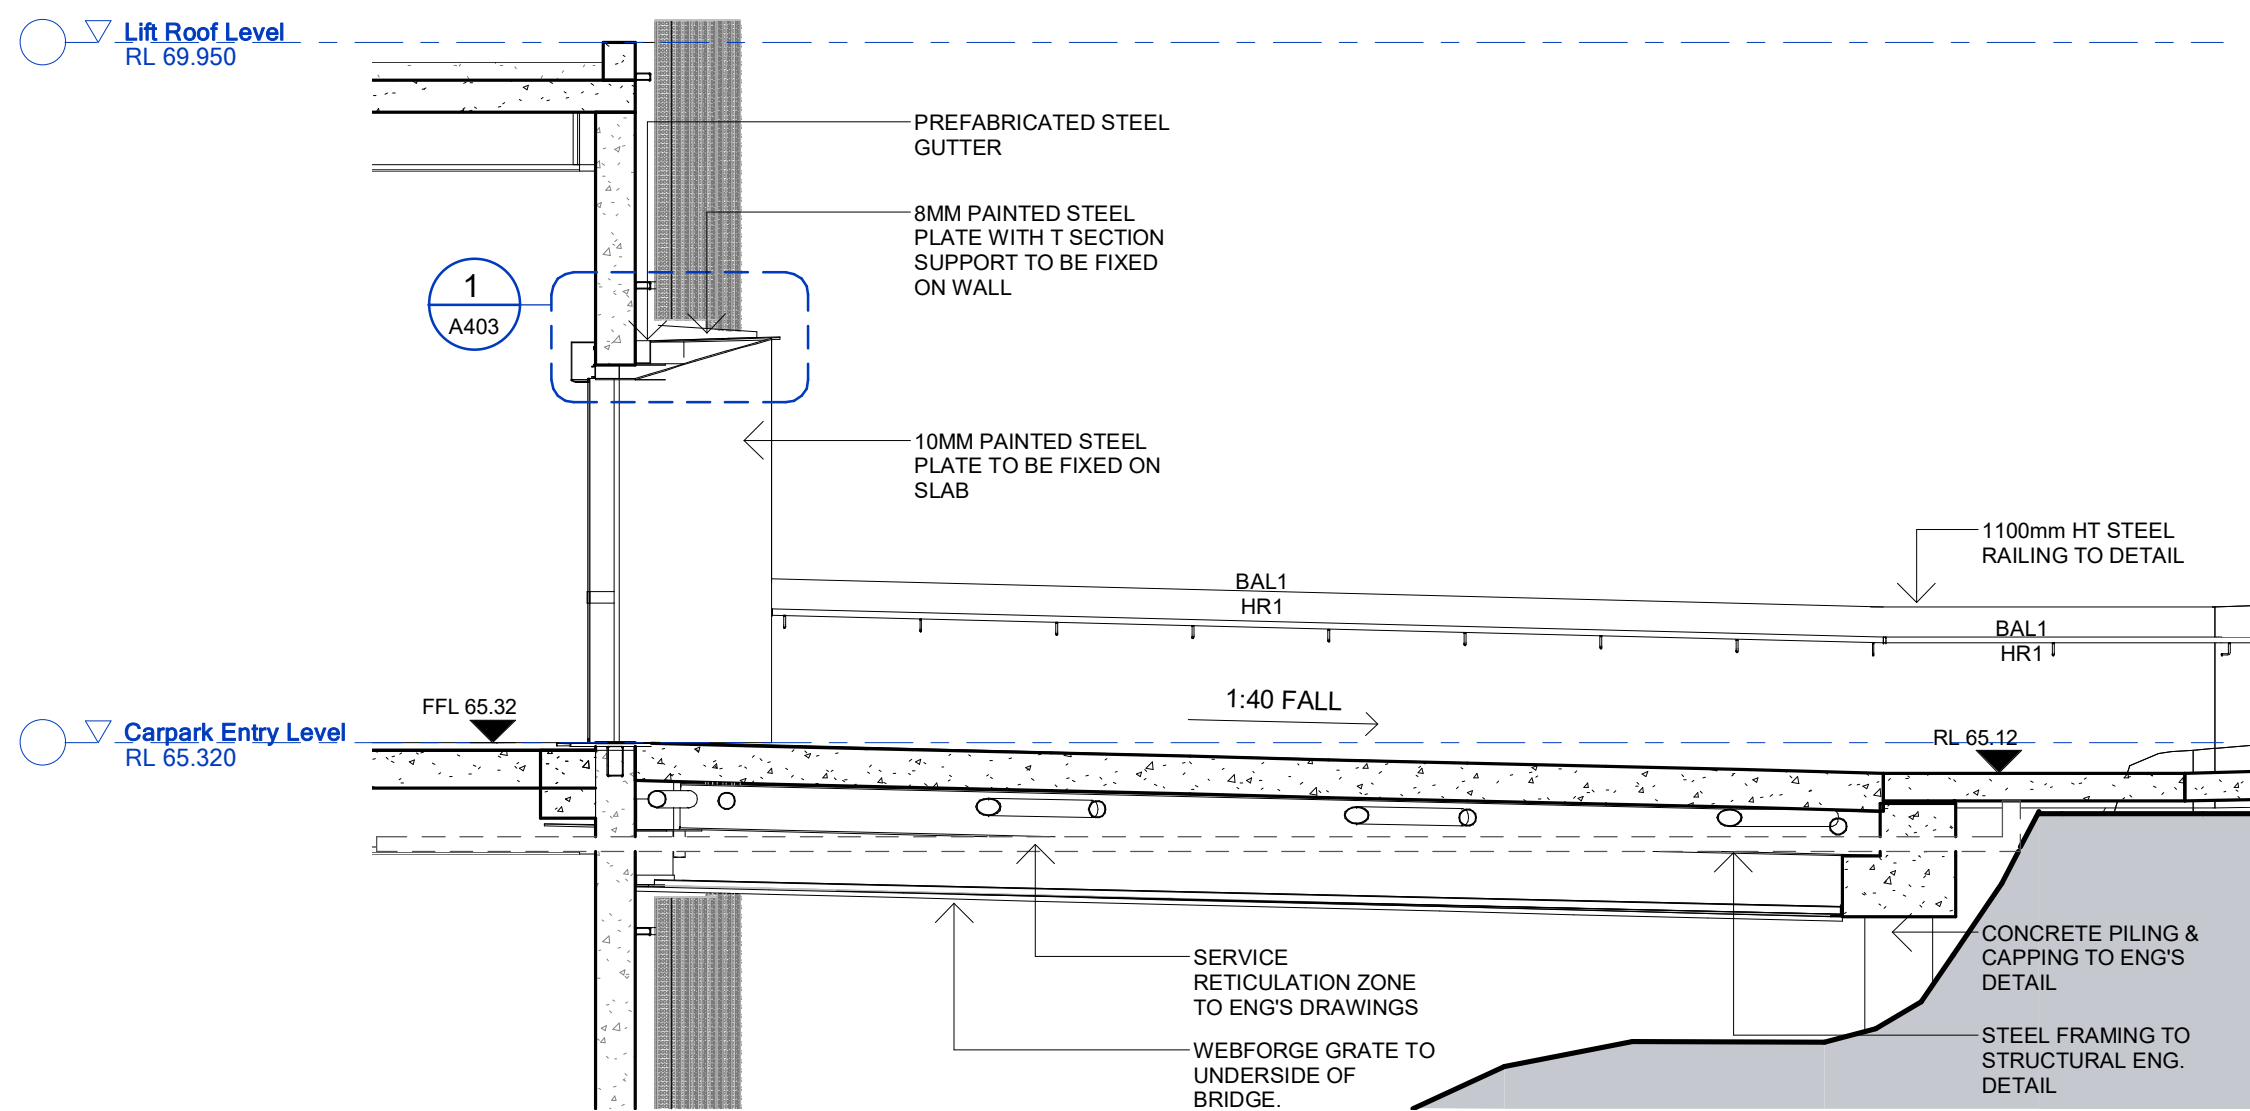 Lift Roof Level
RL 69.950
PREFABRICATED STEEL
GUTTER
8MM PAINTED STEEL
PLATE WITH T SECTION
SUPPORT TO BE FIXED
ON WALL
1
A403
10MM PAINTED STEEL
PLATE TO BE FIXED ON
SLAB
1100mm HT STEEL
RAILING TO DETAIL
BAL1
HR1
BAL1
HR1
1:40 FALL
FFL 65.32
Carpark Entry Level
RL 65.320
RL 65.12
SERVICE
RETICULATION ZONE
TO ENG'S DRAWINGS
WEBFORGE GRATE TO
UNDERSIDE OF
BRIDGE.
CONCRETE PILING &
CAPPING TO ENG'S
DETAIL
STEEL FRAMING TO
STRUCTURAL ENG.
DETAIL